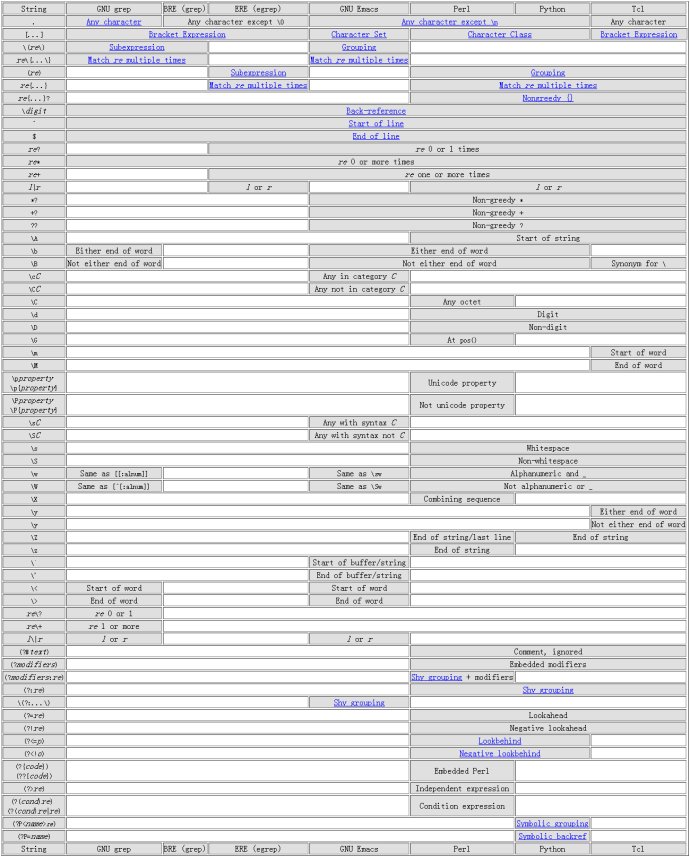 String GNU grep BRE (grep) ERE (egrep) GNU Emacs Perl Python Tcl
. Any character Any character except \0 Any character except \n Any character
[...] Bracket Expression Character Set Character Class Bracket Expression
\(re\) Subexpression Grouping
re\{...\} Match re multiple times Match re multiple times
(re) Subexpression Grouping
re{...} Match re multiple times Match re multiple times
re{...}? Nongreedy {}
\digit Back-reference
^ Start of line
$ End of line
re? re 0 or 1 times
re* re 0 or more times
re+ re one or more times
l|r l or r l or r
*? Non-greedy *
+? Non-greedy +
?? Non-greedy ?
\A Start of string
\b Either end of word Either end of word
\B Not either end of word Not either end of word Synonym for \
\cC Any in category C
\CC Any not in category C
\C Any octet
\d Digit
\D Non-digit
\G At pos()
\m Start of word
\M End of word
\pproperty
\p{property} Unicode property
\Pproperty
\P{property} Not unicode property
\sC Any with syntax C
\SC Any with syntax not C
\s Whitespace
\S Non-whitespace
\w Same as [[:alnum]] Same as \sw Alphanumeric and _
\W Same as [^[:alnum]] Same as \Sw Not alphanumeric or _
\X Combining sequence
\y Either end of word
\y Not either end of word
\Z End of string/last line End of string
\z End of string
\` Start of buffer/string
\' End of buffer/string
\< Start of word Start of word
\> End of word End of word
re\? re 0 or 1
re\+ re 1 or more
l\|r l or r l or r
(?#text) Comment, ignored
(?modifiers) Embedded modifiers
(?modifiers:re) Shy grouping + modifiers
(?:re) Shy grouping
\(?:...\) Shy grouping
(?=re) Lookahead
(?!re) Negative lookahead
(?<=p) Lookbehind
(?<!p) Negative lookbehind
(?{code})
(??{code}) Embedded Perl
(?>re) Independent expression
(?(cond)re)
(?(cond)re|re) Condition expression
(?P<name>re) Symbolic grouping
(?P=name) Symbolic backref
String GNU grep BRE (grep) ERE (egrep) GNU Emacs Perl Python Tcl